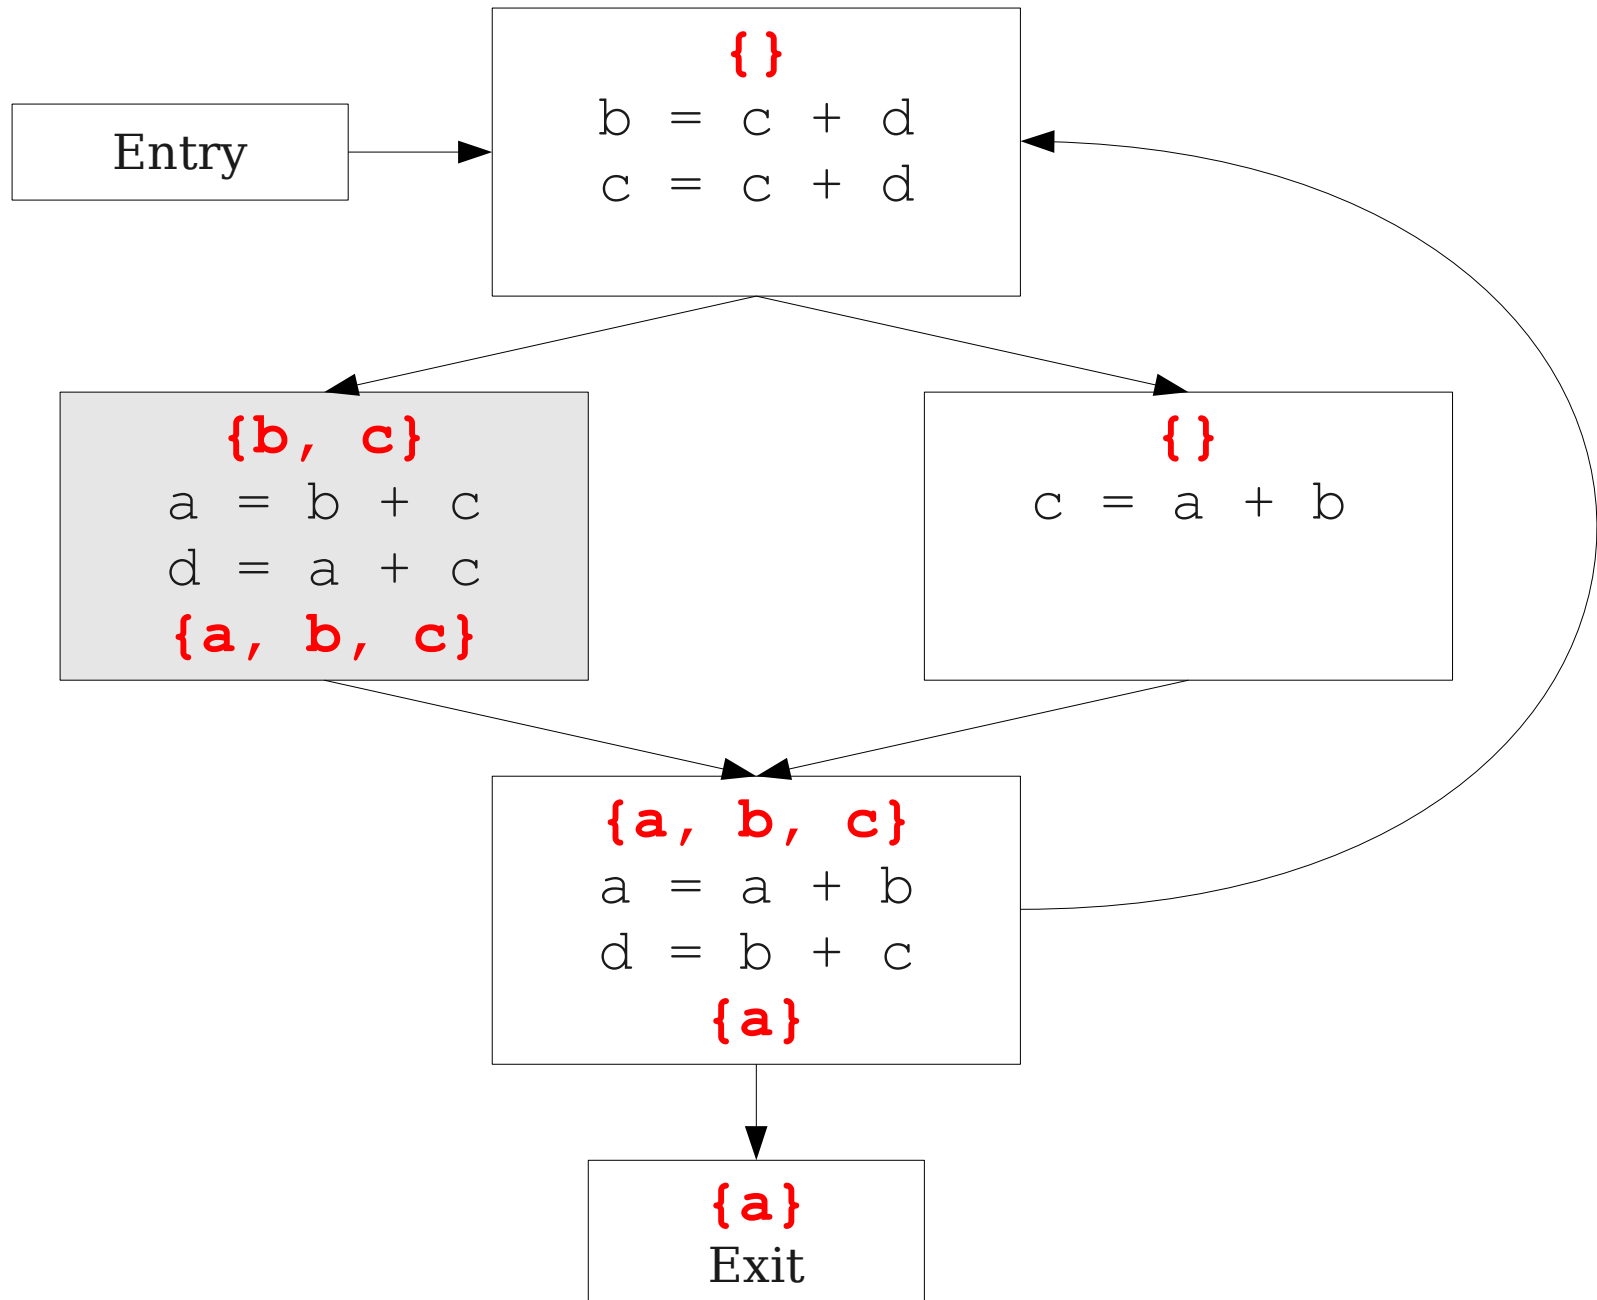 {}
b = c + d
c = c + d
Entry
{b, c}
a = b + c
d = a + c
{a, b, c}
{}
c = a + b
{a, b, c}
a = a + b
d = b + c
{a}
{a}
Exit